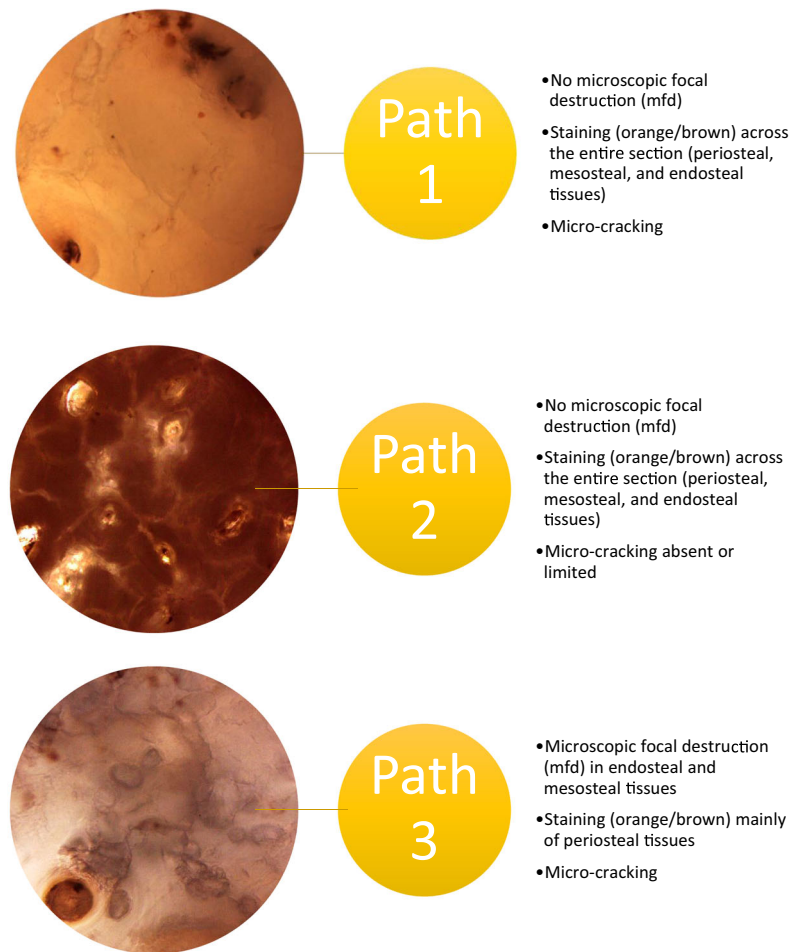 Path
1
•No microscopic focal
destruction (mfd)
•Staining (orange/brown) across
the entire section (periosteal,
mesosteal, and endosteal
tissues)
•Micro-cracking
Path
2
•No microscopic focal
destruction (mfd)
•Staining (orange/brown) across
the entire section (periosteal,
mesosteal, and endosteal
tissues)
•Micro-cracking absent or
limited
Path
3
•Microscopic focal destruction
(mfd) in endosteal and
mesosteal tissues
•Staining (orange/brown) mainly
of periosteal tissues
•Micro-cracking